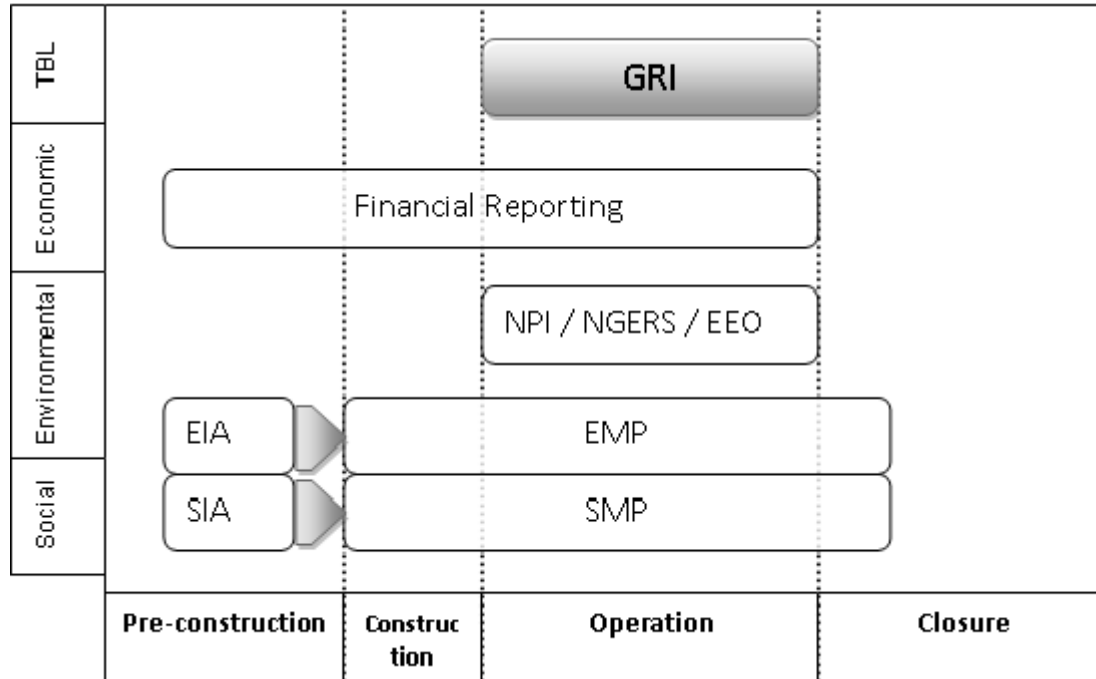 TBL
GRI
Economic
Financial Reporting
Environmental
NPI / NGERS / EEO
EIA
EMP
Social
SIA
SMP
Pre-construction
Construc
tion
Operation
Closure